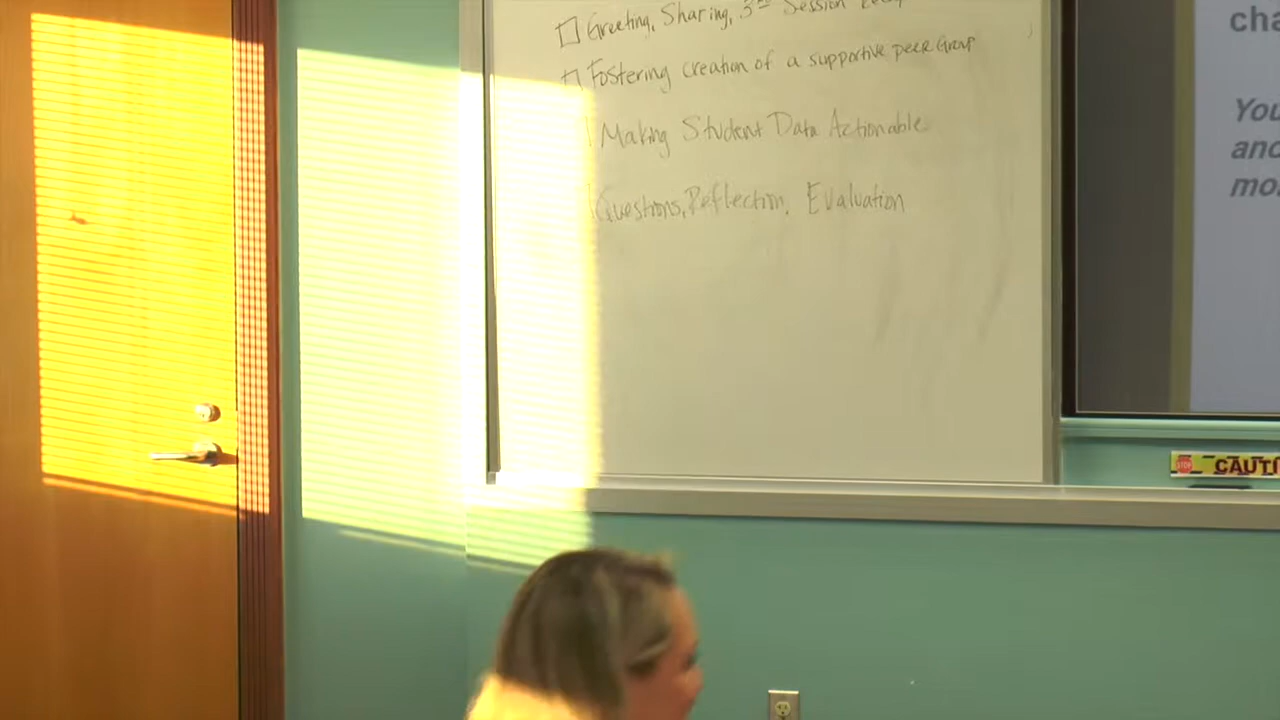 Greeting, Sharing, 3rd Session
Fostering creation of a supportive peer Group
Making Student Data Actionable
Questions, Reflection, Evaluation
cha
You
and
mo
STOP CAUTI